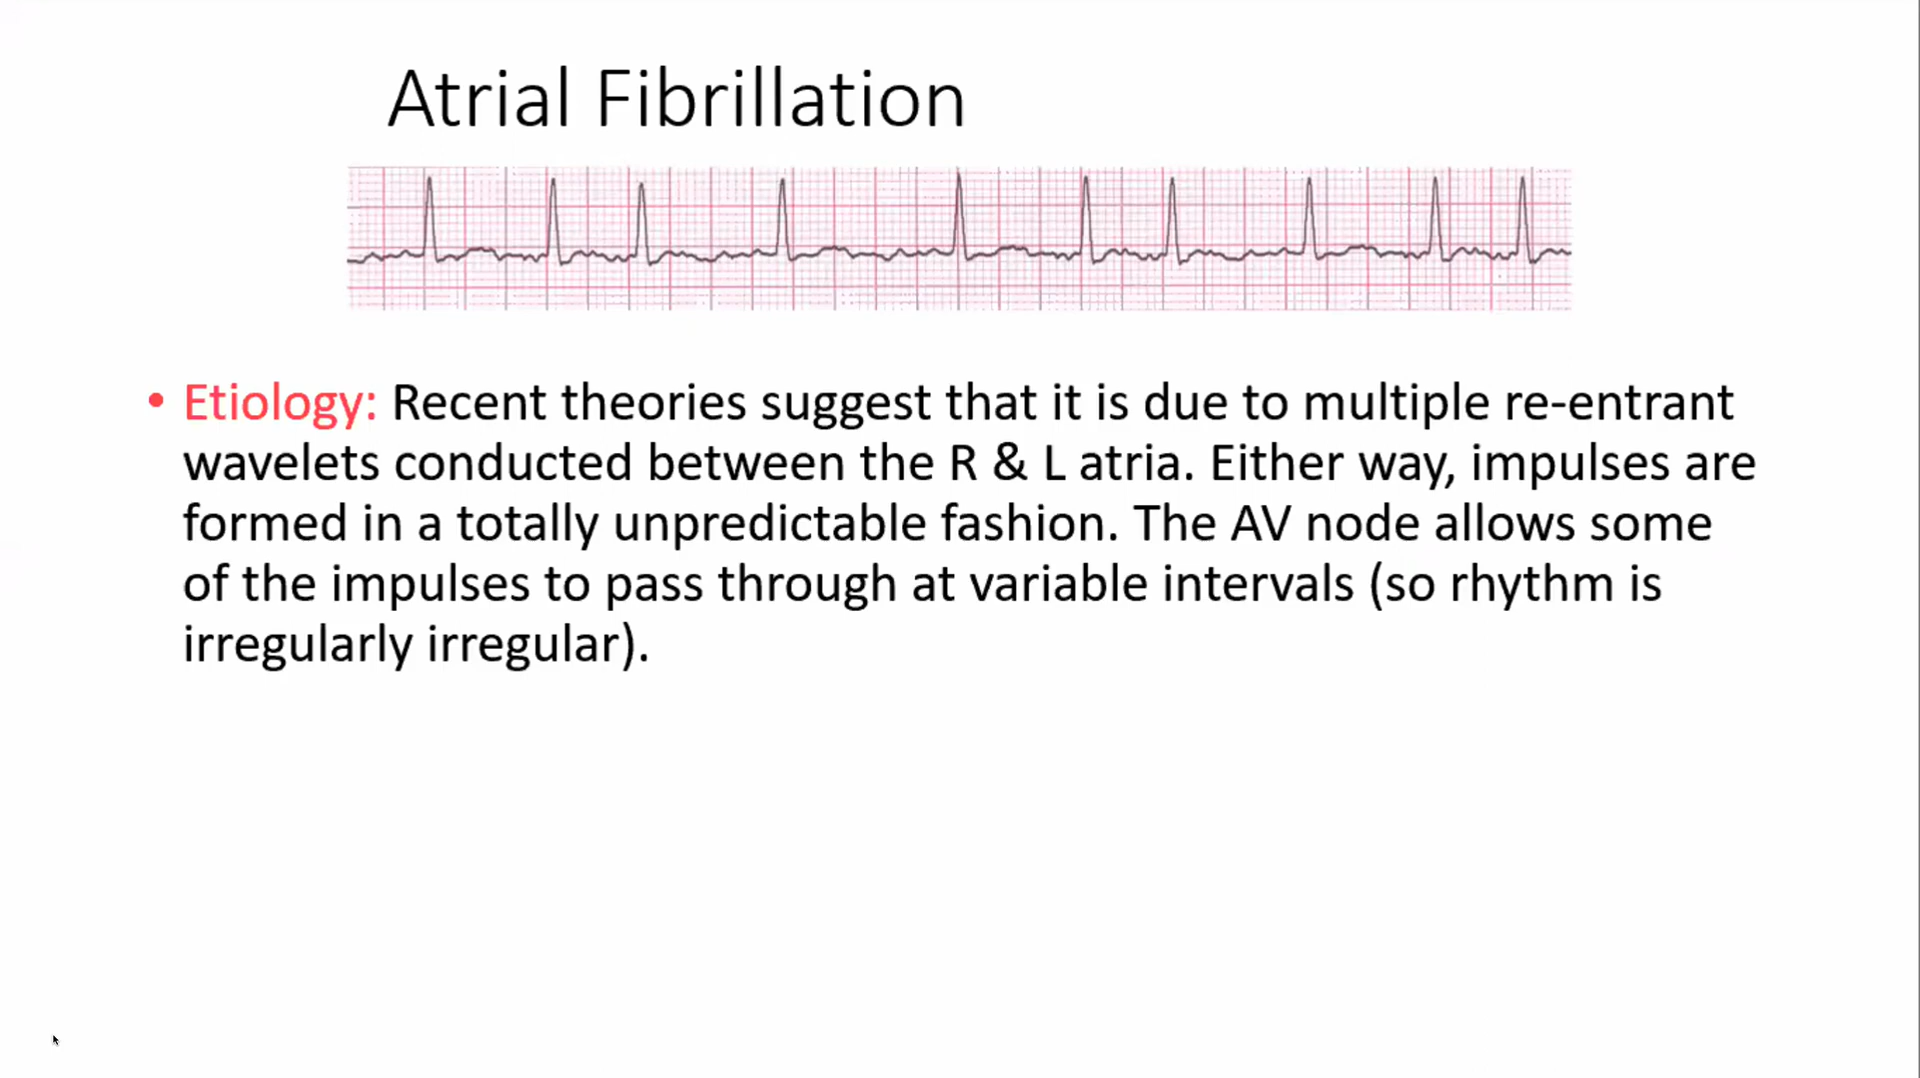 Atrial Fibrillation
• Etiology: Recent theories suggest that it is due to multiple re-entrant
wavelets conducted between the R & L atria. Either way, impulses are
formed in a totally unpredictable fashion. The AV node allows some
of the impulses to pass through at variable intervals (so rhythm is
irregularly irregular).